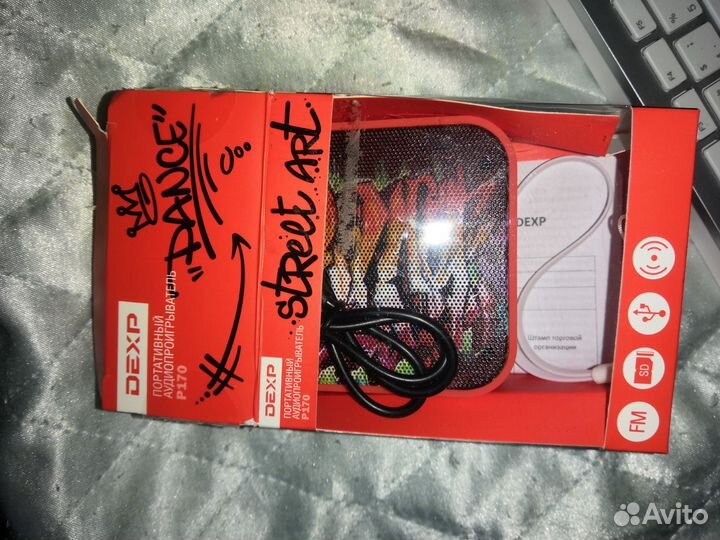 "DANCE"
DEXP
ПОРТАТИВНЫЙ
АУДИОПРОИГРЫВАТЕЛЬ
P170
STREET ART
DEXP
ПОРТАТИВНЫЙ
АУДИОПРОИГРЫВАТЕЛЬ
P170
DEXP
Штамп торговой
организации
SD
FM
Avito